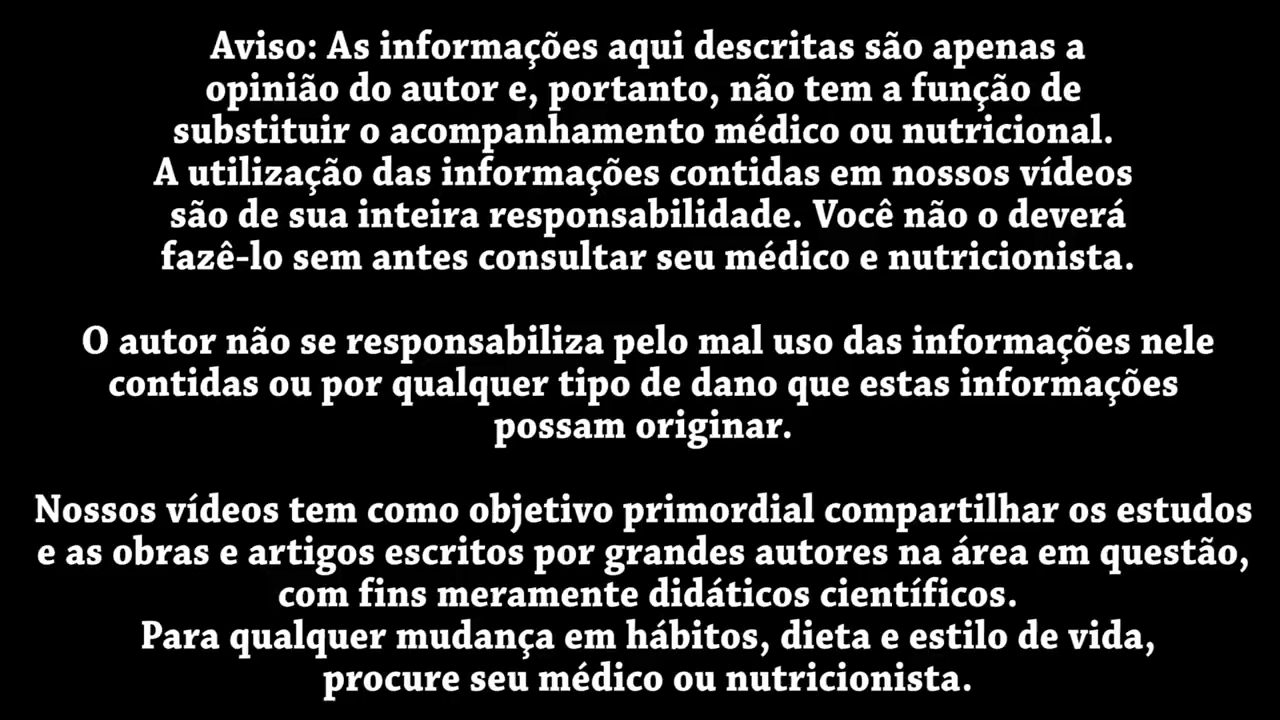 Aviso: As informações aqui descritas são apenas a
opinião do autor e, portanto, não tem a função de
substituir o acompanhamento médico ou nutricional.
A utilização das informações contidas em nossos vídeos
são de sua inteira responsabilidade. Você não o deverá
fazê-lo sem antes consultar seu médico e nutricionista.
O autor não se responsabiliza pelo mal uso das informações nele
contidas ou por qualquer tipo de dano que estas informações
possam originar.
Nossos vídeos tem como objetivo primordial compartilhar os estudos
e as obras e artigos escritos por grandes autores na área em questão,
com fins meramente didáticos científicos.
Para qualquer mudança em hábitos, dieta e estilo de vida,
procure seu médico ou nutricionista.